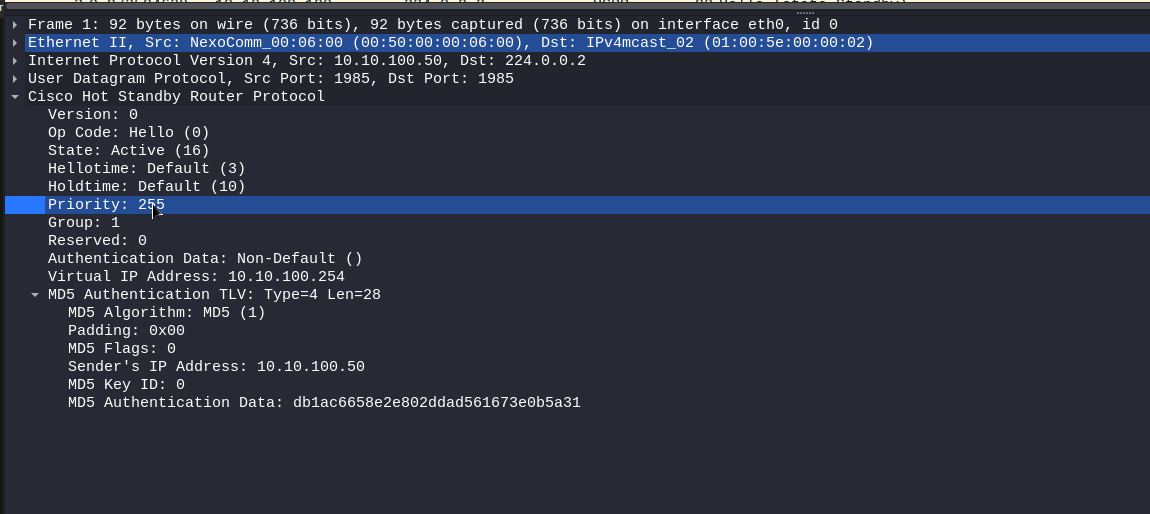 Frame 1: 92 bytes on wire (736 bits), 92 bytes captured (736 bits) on interface eth0, id 0
Ethernet II, Src: NexoComm_00:06:00 (00:50:00:00:06:00), Dst: IPv4mcast_02 (01:00:5e:00:00:02)
Internet Protocol Version 4, Src: 10.10.100.50, Dst: 224.0.0.2
User Datagram Protocol, Src Port: 1985, Dst Port: 1985
Cisco Hot Standby Router Protocol
Version: 0
Op Code: Hello (0)
State: Active (16)
Hellotime: Default (3)
Holdtime: Default (10)
Priority: 255
Group: 1
Reserved: 0
Authentication Data: Non-Default ()
Virtual IP Address: 10.10.100.254
MD5 Authentication TLV: Type=4 Len=28
MD5 Algorithm: MD5 (1)
Padding: 0x00
MD5 Flags: 0
Sender's IP Address: 10.10.100.50
MD5 Key ID: 0
MD5 Authentication Data: db1ac6658e2e802ddad561673e0b5a31